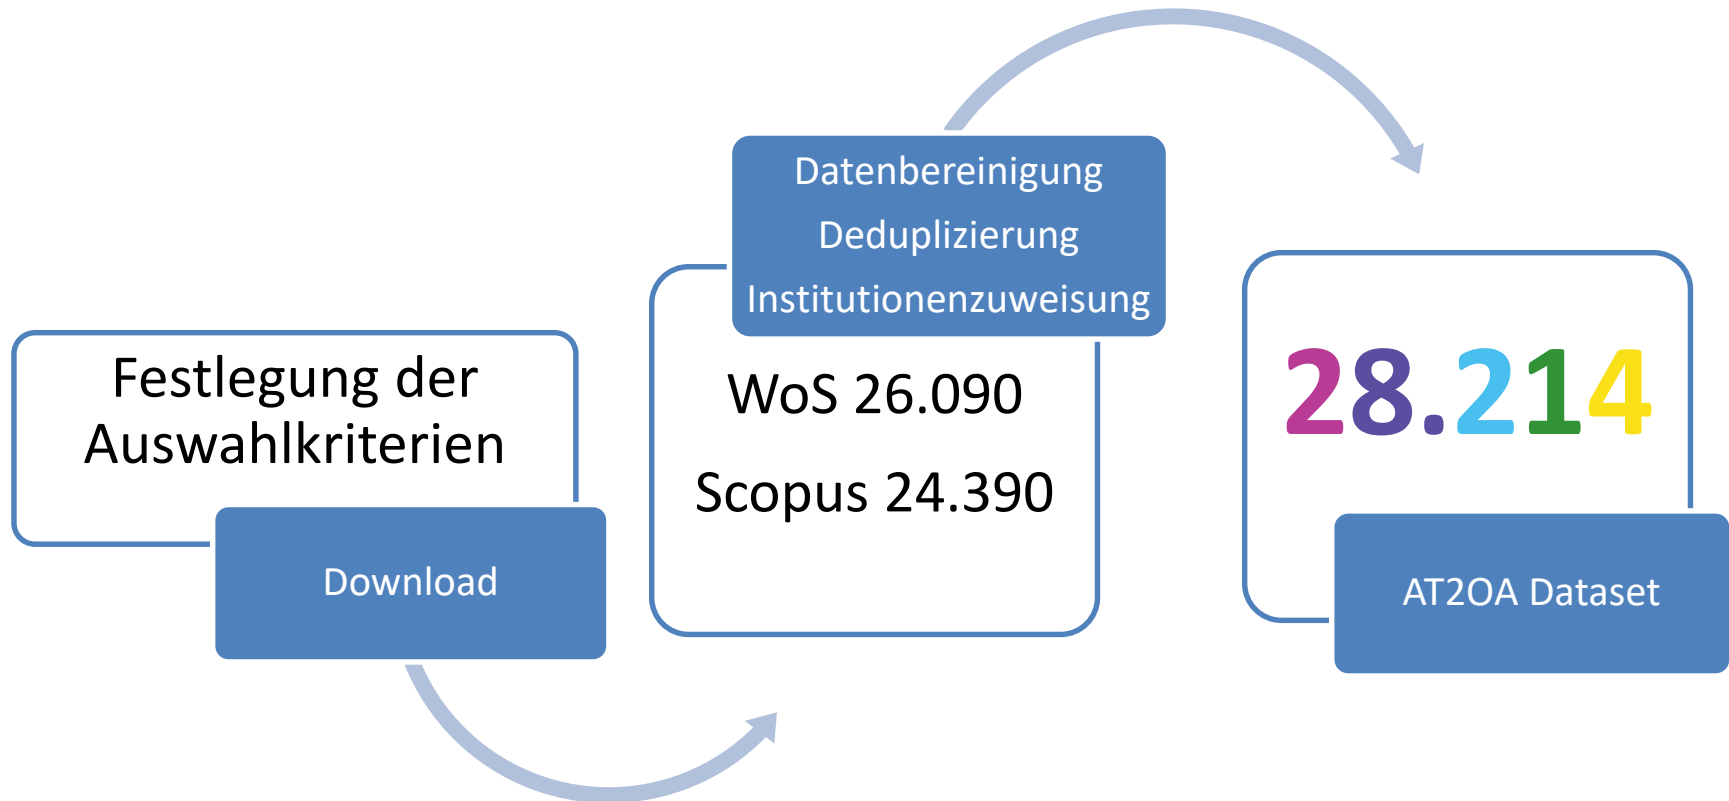 Festlegung der
Auswahlkriterien
Download
Datenbereinigung
Deduplizierung
Institutionenzuweisung
WoS 26.090
Scopus 24.390
28.214
AT2OA Dataset